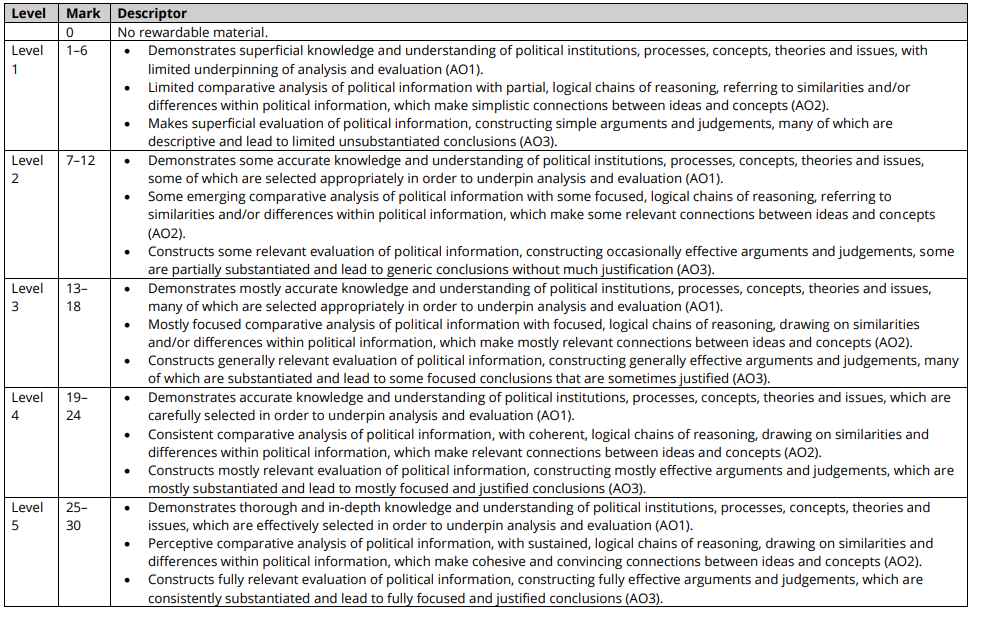 Level Mark Descriptor
0 No rewardable material.
Level 1 1–6 • Demonstrates superficial knowledge and understanding of political institutions, processes, concepts, theories and issues, with
limited underpinning of analysis and evaluation (AO1).
• Limited comparative analysis of political information with partial, logical chains of reasoning, referring to similarities and/or
differences within political information, which make simplistic connections between ideas and concepts (AO2).
• Makes superficial evaluation of political information, constructing simple arguments and judgements, many of which are
descriptive and lead to limited unsubstantiated conclusions (AO3).
Level 2 7–12 • Demonstrates some accurate knowledge and understanding of political institutions, processes, concepts, theories and issues,
some of which are selected appropriately in order to underpin analysis and evaluation (AO1).
• Some emerging comparative analysis of political information with some focused, logical chains of reasoning, referring to
similarities and/or differences within political information, which make some relevant connections between ideas and concepts
(AO2).
• Constructs some relevant evaluation of political information, constructing occasionally effective arguments and judgements, some
are partially substantiated and lead to generic conclusions without much justification (AO3).
Level 3 13–18 • Demonstrates mostly accurate knowledge and understanding of political institutions, processes, concepts, theories and issues,
many of which are selected appropriately in order to underpin analysis and evaluation (AO1).
• Mostly focused comparative analysis of political information with focused, logical chains of reasoning, drawing on similarities
and/or differences within political information, which make mostly relevant connections between ideas and concepts (AO2).
• Constructs generally relevant evaluation of political information, constructing generally effective arguments and judgements, many
of which are substantiated and lead to some focused conclusions that are sometimes justified (AO3).
Level 4 19–24 • Demonstrates accurate knowledge and understanding of political institutions, processes, concepts, theories and issues, which are
carefully selected in order to underpin analysis and evaluation (AO1).
• Consistent comparative analysis of political information, with coherent, logical chains of reasoning, drawing on similarities and
differences within political information, which make relevant connections between ideas and concepts (AO2).
• Constructs mostly relevant evaluation of political information, constructing mostly effective arguments and judgements, which are
mostly substantiated and lead to mostly focused and justified conclusions (AO3).
Level 5 25–30 • Demonstrates thorough and in-depth knowledge and understanding of political institutions, processes, concepts, theories and
issues, which are effectively selected in order to underpin analysis and evaluation (AO1).
• Perceptive comparative analysis of political information, with sustained, logical chains of reasoning, drawing on similarities and
differences within political information, which make cohesive and convincing connections between ideas and concepts (AO2).
• Constructs fully relevant evaluation of political information, constructing fully effective arguments and judgements, which are
consistently substantiated and lead to fully focused and justified conclusions (AO3).